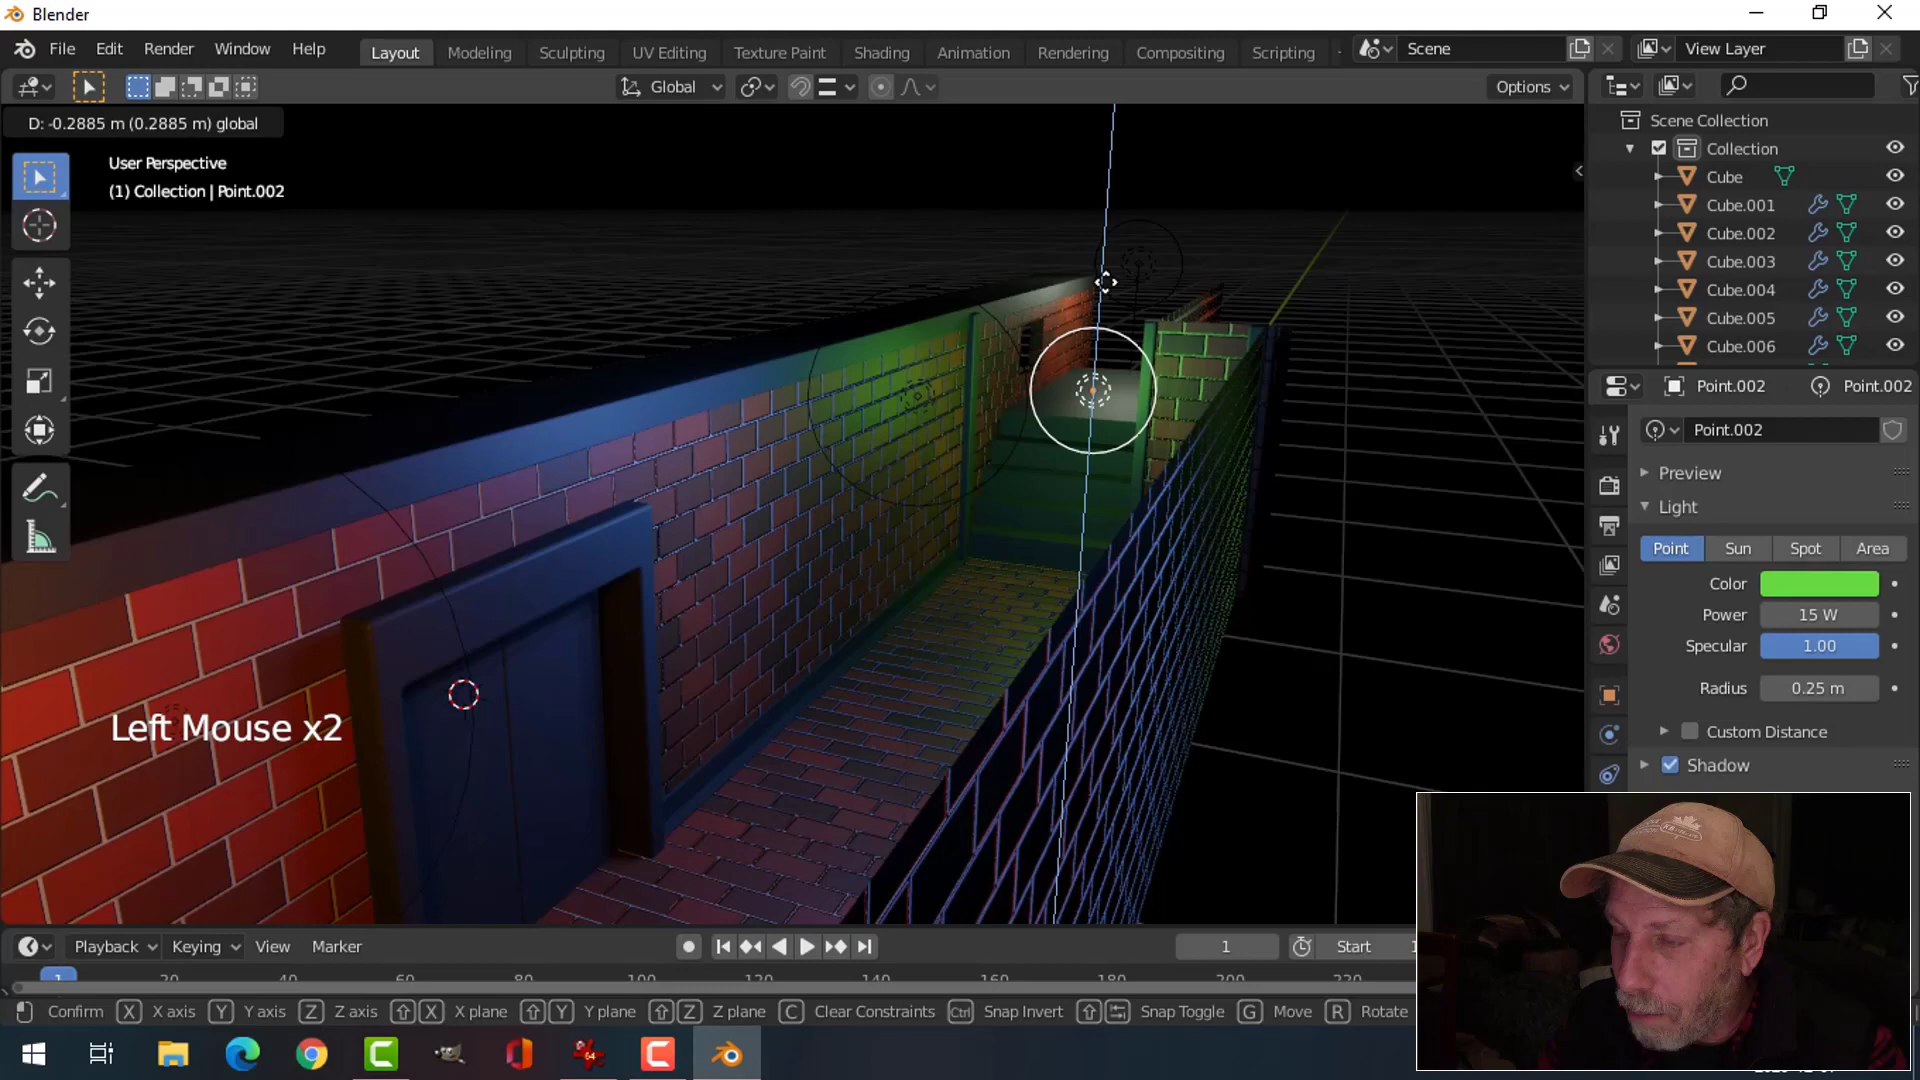 Blender
File Edit Render Window Help Layout Modeling Sculpting UV Editing Texture Paint Shading Animation Rendering Compositing Scripting Scene View Layer
Global Options
D: -0.2885 m (0.2885 m) global
User Perspective
(1) Collection | Point.002
Scene Collection
Collection
Cube
Cube.001
Cube.002
Cube.003
Cube.004
Cube.005
Cube.006
Point.002 Point.002
Point.002
Preview
Light
Point Sun Spot Area
Color
Power 15 W
Specular 1.00
Radius 0.25 m
Custom Distance
Shadow
Left Mouse x2
Playback Keying View Marker 1 Start 1
1 20 40 60 80 100 120 140 160 180 200 220
Confirm X X axis Y Y axis Z Z axis X X plane Y Y plane Z Z plane C Clear Constraints Ctrl Snap Invert Snap Toggle G Move R Rotate